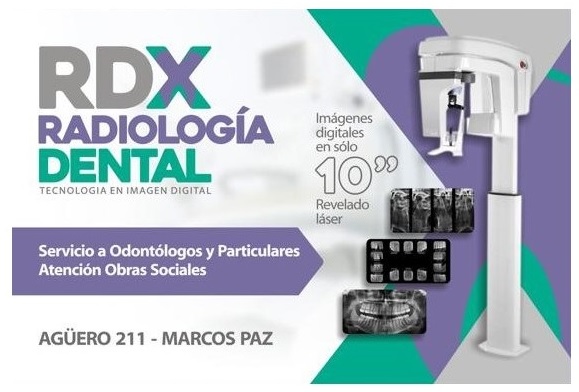 RDX
RADIOLOGÍA
DENTAL
TECNOLOGIA EN IMAGEN DIGITAL
Imágenes
digitales
en sólo
10”
Revelado
láser
Servicio a Odontólogos y Particulares
Atención Obras Sociales
AGÜERO 211 - MARCOS PAZ